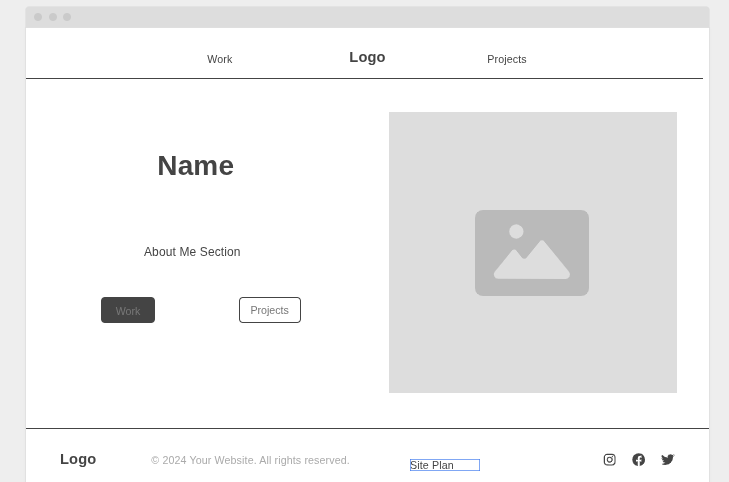 Work
Logo
Projects
Name
About Me Section
Work
Projects
Logo
© 2024 Your Website. All rights reserved.
Site Plan